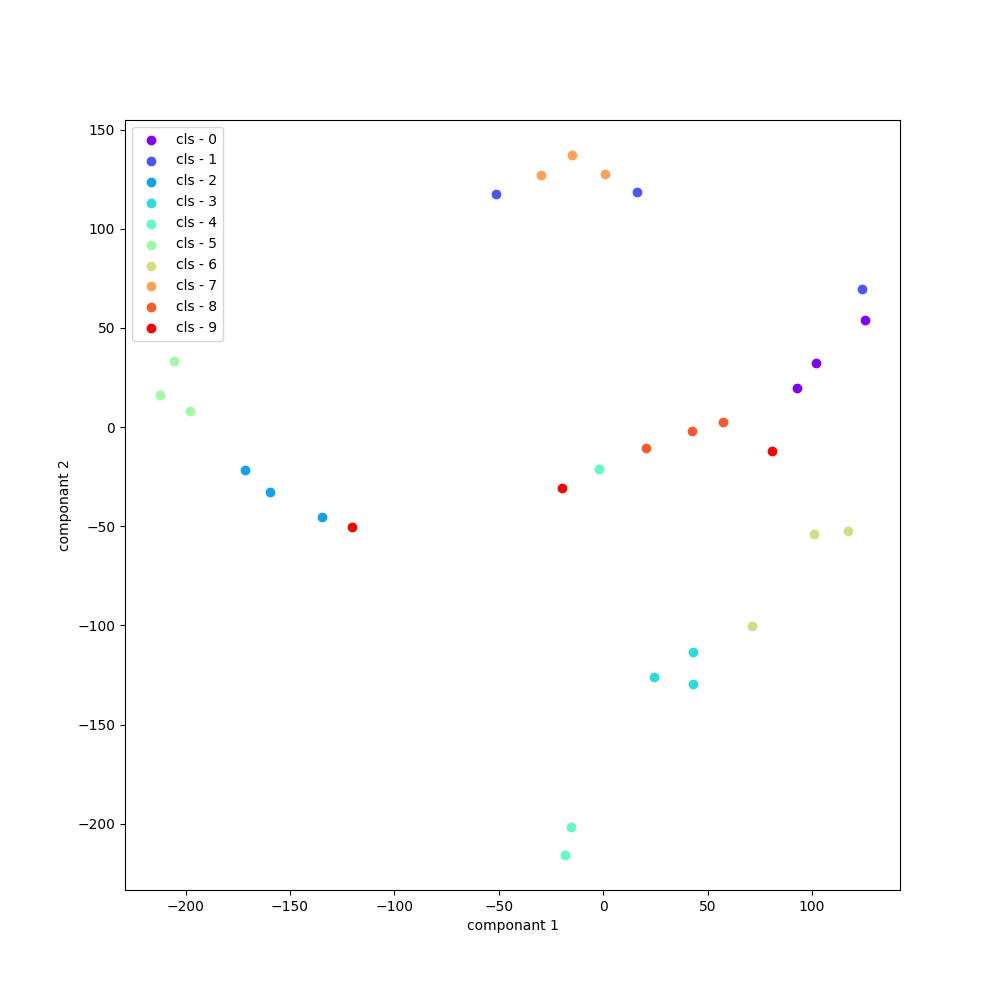 cls - 0
cls - 1
cls - 2
cls - 3
cls - 4
cls - 5
cls - 6
cls - 7
cls - 8
cls - 9
150
100
50
0
−50
−100
−150
−200
componant 2
−200 −150 −100 −50 0 50 100
componant 1